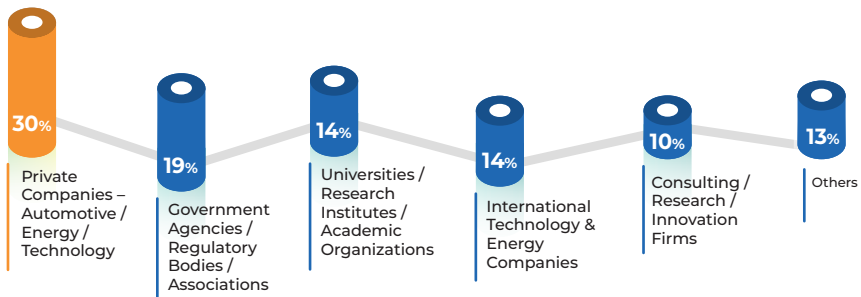 30%
Private
Companies –
Automotive /
Energy /
Technology
19%
Government
Agencies /
Regulatory
Bodies /
Associations
14%
Universities /
Research
Institutes /
Academic
Organizations
14%
International
Technology &
Energy
Companies
10%
Consulting /
Research /
Innovation
Firms
13%
Others